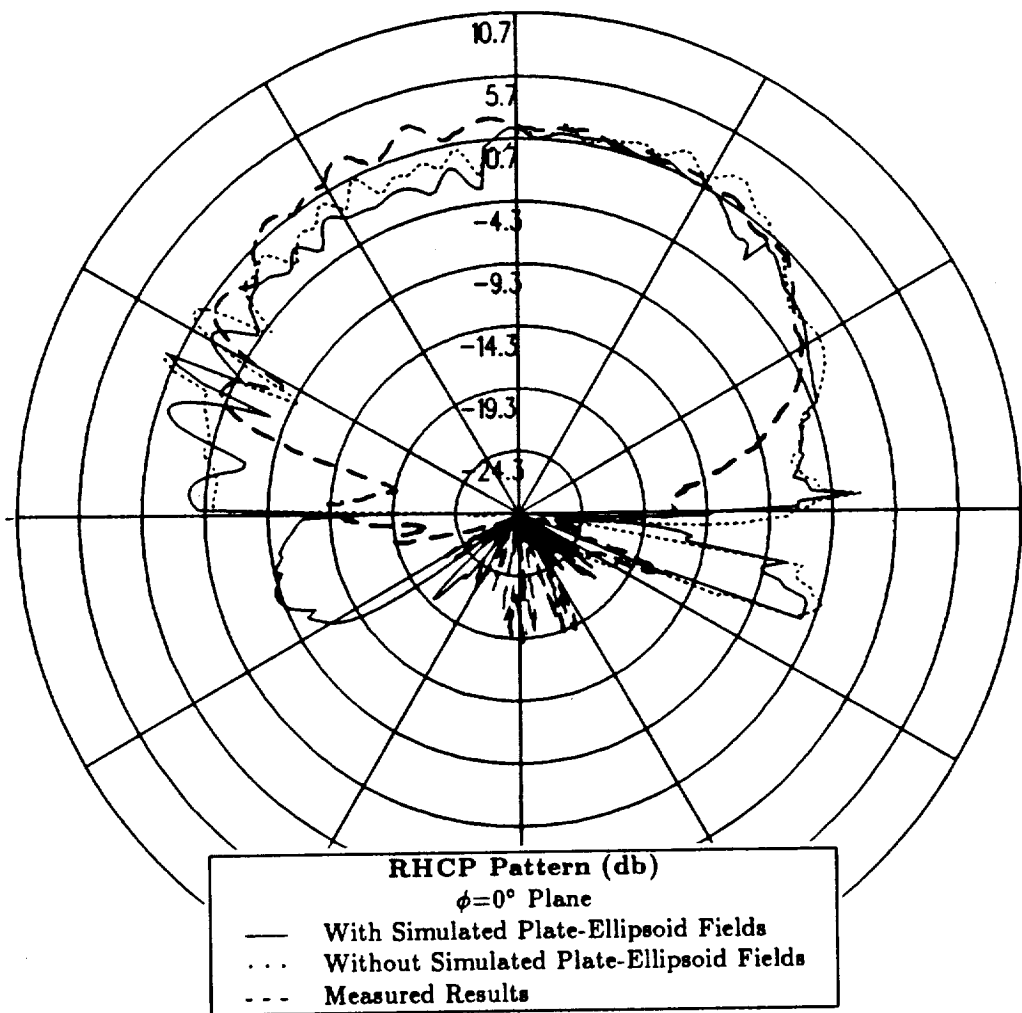 10.7
5.7
0.7
-4.3
-9.3
-14.3
-19.3
-24.3
RHCP Pattern (db)
ϕ=0° Plane
—— With Simulated Plate-Ellipsoid Fields
... Without Simulated Plate-Ellipsoid Fields
--- Measured Results